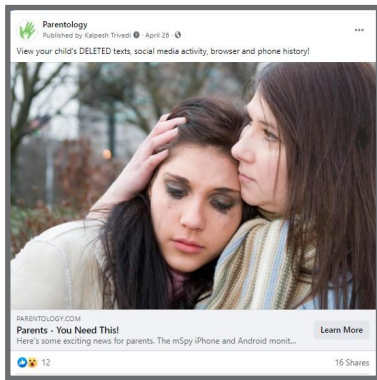 Parentology
Published by Kalpesh Trivedi · April 26 ·
View your child's DELETED texts, social media activity, browser and phone history!
PARENTOLOGY.COM
Parents - You Need This!
Here's some exciting news for parents. The mSpy iPhone and Android monit...
Learn More
12
16 Shares